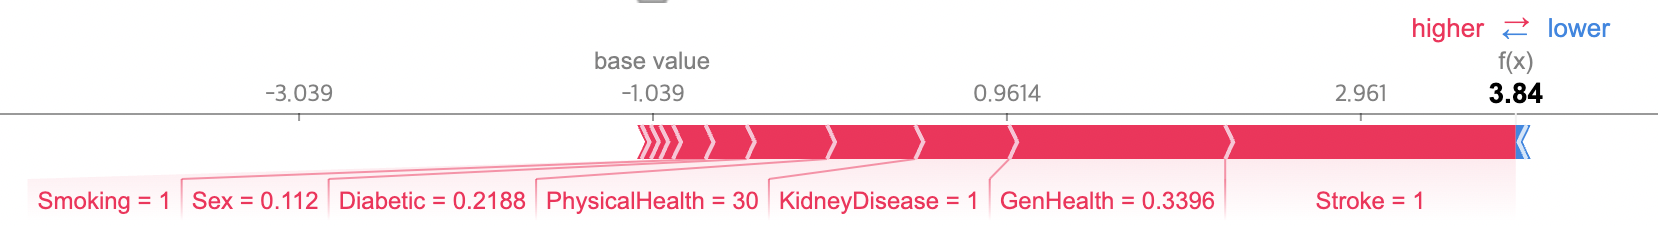 higher ⇄ lower
base value f(x)
-3.039 -1.039 0.9614 2.961 3.84
Smoking = 1 Sex = 0.112 Diabetic = 0.2188 PhysicalHealth = 30 KidneyDisease = 1 GenHealth = 0.3396 Stroke = 1